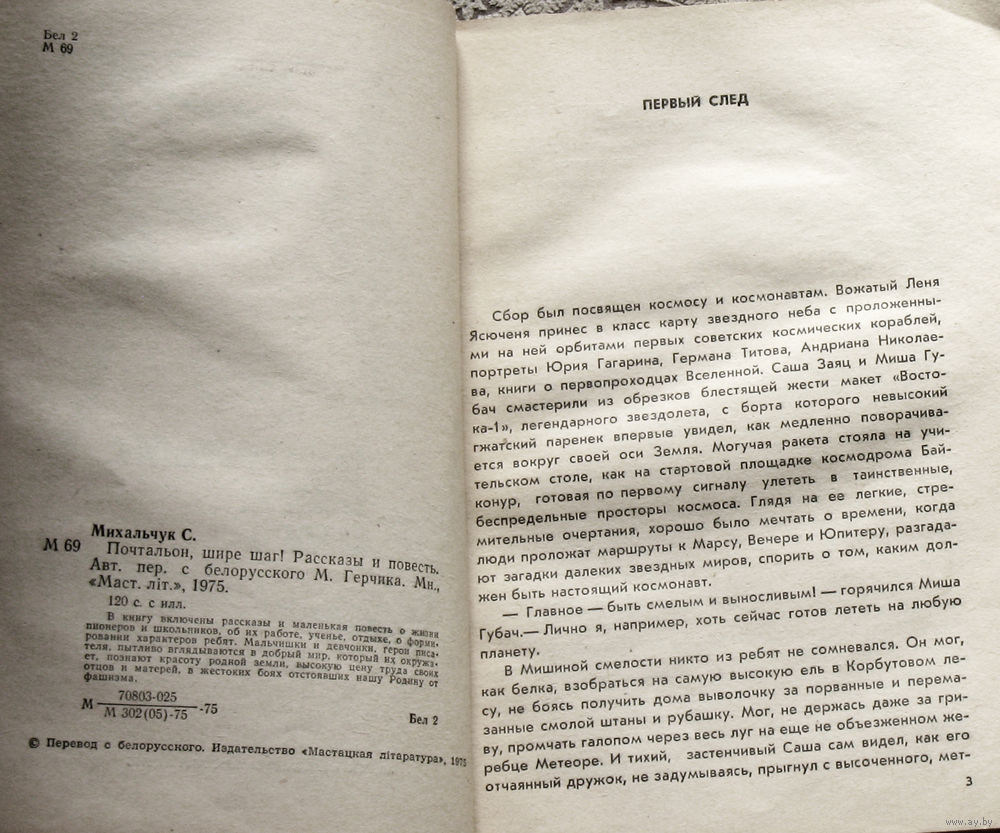 Бел 2
М 69
Михальчук С.
М 69
Почтальон, шире шаг! Рассказы и повесть.
Авт. пер. с белорусского М. Герчика. Мн.,
«Маст. літ.», 1975.
120 с. с илл.
В книгу включены рассказы и маленькая повесть о жизни
пионеров и школьников, об их работе, ученье, отдыхе, о форми-
ровании характеров ребят. Мальчишки и девчонки, герои писа-
теля, пытливо вглядываются в добрый мир, который их окружа-
ет, познают красоту родной земли, высокую цену труда своих
отцов и матерей, в жестоких боях отстоявших нашу Родину от
фашизма.
70803-025
М ———— -75
М 302(05)-75
Бел 2
© Перевод с белорусского. Издательство «Мастацкая літаратура», 1975
ПЕРВЫЙ СЛЕД
Сбор был посвящен космосу и космонавтам. Вожатый Леня
Ясюченя принес в класс карту звездного неба с проложенны-
ми на ней орбитами первых советских космических кораблей,
портреты Юрия Гагарина, Германа Титова, Андриана Николае-
ва, книги о первопроходцах Вселенной. Саша Заяц и Миша Гу-
бач смастерили из обрезков блестящей жести макет «Восто-
ка-1», легендарного звездолета, с борта которого невысокий
гжатский паренек впервые увидел, как медленно поворачива-
ется вокруг своей оси Земля. Могучая ракета стояла на учи-
тельском столе, как на стартовой площадке космодрома Бай-
конур, готовая по первому сигналу улететь в таинственные,
беспредельные просторы космоса. Глядя на ее легкие, стре-
мительные очертания, хорошо было мечтать о времени, когда
люди проложат маршруты к Марсу, Венере и Юпитеру, разгада-
ют загадки далеких звездных миров, спорить о том, каким дол-
жен быть настоящий космонавт.
— Главное — быть смелым и выносливым! — горячился Миша
Губач.— Лично я, например, хоть сейчас готов лететь на любую
планету.
В Мишиной смелости никто из ребят не сомневался. Он мог,
как белка, взобраться на самую высокую ель в Корбутовом ле-
су, не боясь получить дома выволочку за порванные и перема-
занные смолой штаны и рубашку. Мог, не держась даже за гри-
ву, промчать галопом через весь луг на еще не объезженном же-
ребце Метеоре. И тихий, застенчивый Саша сам видел, как его
отчаянный дружок, не задумываясь, прыгнул с высоченного, мет-
3
www.ay.by